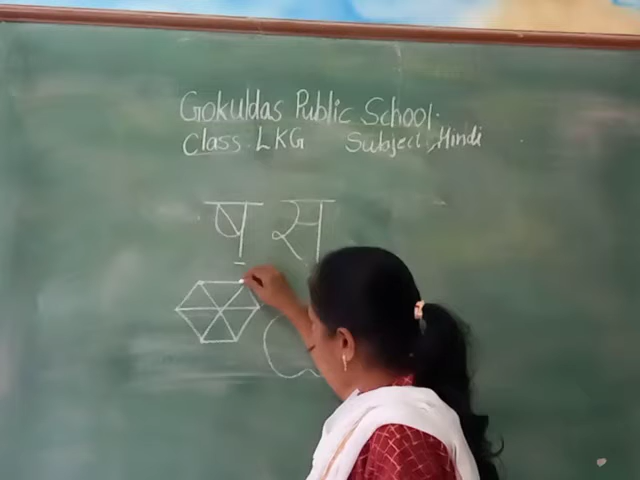 Gokuldas Public School.
Class LKG Subject, Hindi
ष स